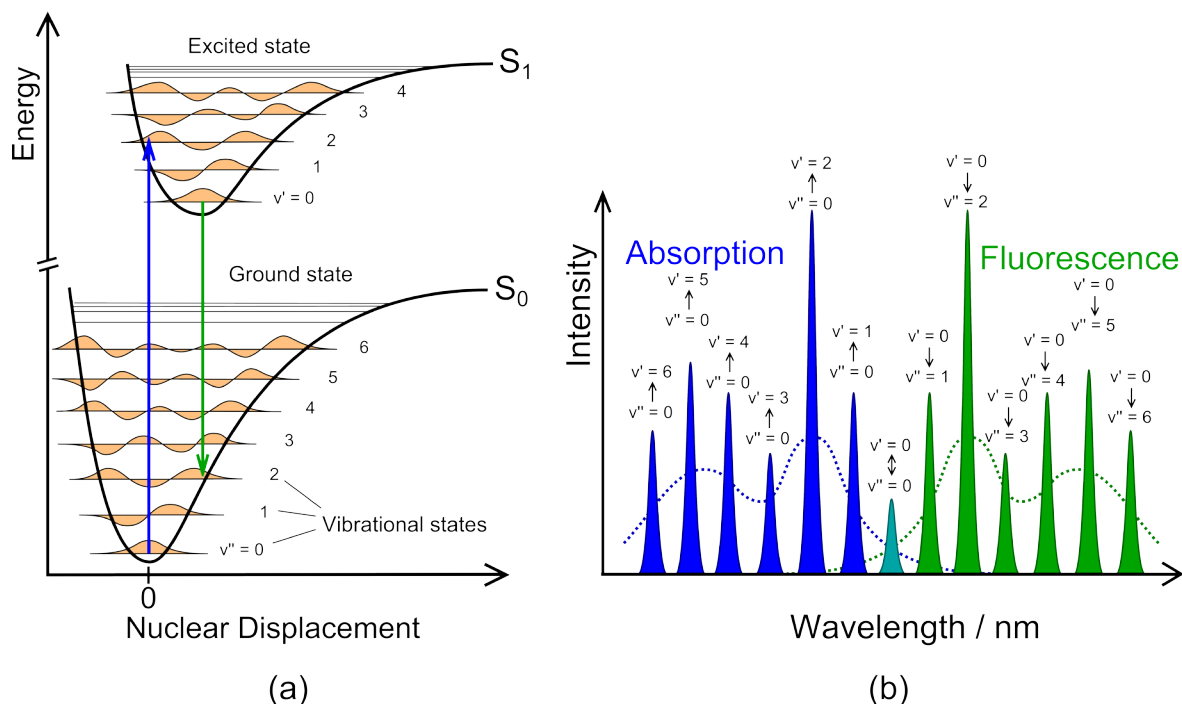 Energy
Excited state
S1
4
3
2
1
v' = 0
Ground state
S0
6
5
4
3
2
1
Vibrational states
v'' = 0
0
Nuclear Displacement
(a)
Intensity
Absorption
Fluorescence
v' = 6
v'' = 0
v' = 5
v'' = 0
v' = 4
v'' = 0
v' = 3
v'' = 0
v' = 2
v'' = 0
v' = 1
v'' = 0
v' = 0
v'' = 0
v' = 0
v'' = 1
v' = 0
v'' = 2
v' = 0
v'' = 3
v' = 0
v'' = 4
v' = 0
v'' = 5
v' = 0
v'' = 6
Wavelength / nm
(b)